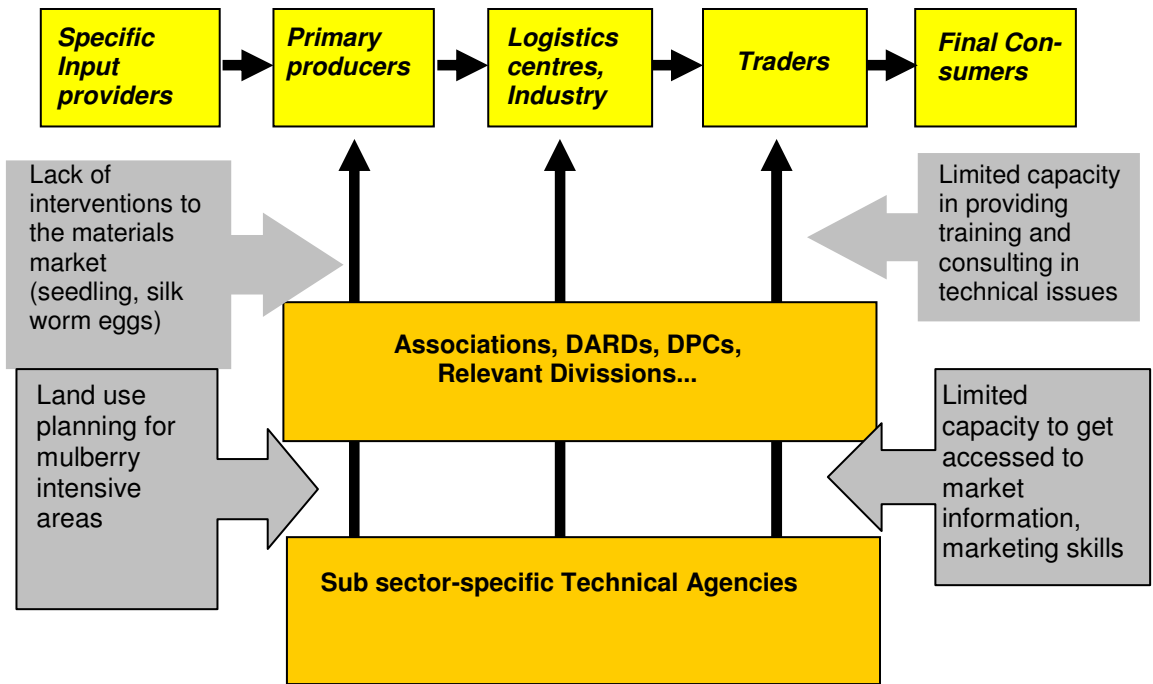 Specific
Input
providers
Primary
producers
Logistics
centres,
Industry
Traders
Final Con-
sumers
Lack of
interventions to
the materials
market
(seedling, silk
worm eggs)
Limited capacity
in providing
training and
consulting in
technical issues
Associations, DARDs, DPCs,
Relevant Divissions...
Land use
planning for
mulberry
intensive
areas
Limited
capacity to get
accessed to
market
information,
marketing skills
Sub sector-specific Technical Agencies